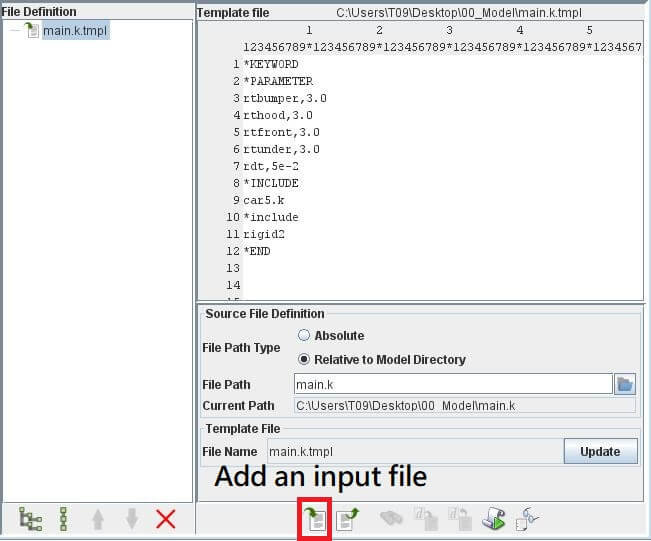 File Definition
main.k.tmpl
Template file C:\Users\T09\Desktop\00_Model\main.k.tmpl
1 2 3 4 5
123456789*123456789*123456789*123456789*123456789*1234567
1 *KEYWORD
2 *PARAMETER
3 rtbumper,3.0
4 rthood,3.0
5 rtfront,3.0
6 rtunder,3.0
7 rdt,5e-2
8 *INCLUDE
9 car5.k
10 *include
11 rigid2
12 *END
13
14
15
Source File Definition
File Path Type
Absolute
Relative to Model Directory
File Path main.k
Current Path C:\Users\T09\Desktop\00_Model\main.k
Template File
File Name main.k.tmpl Update
Add an input file